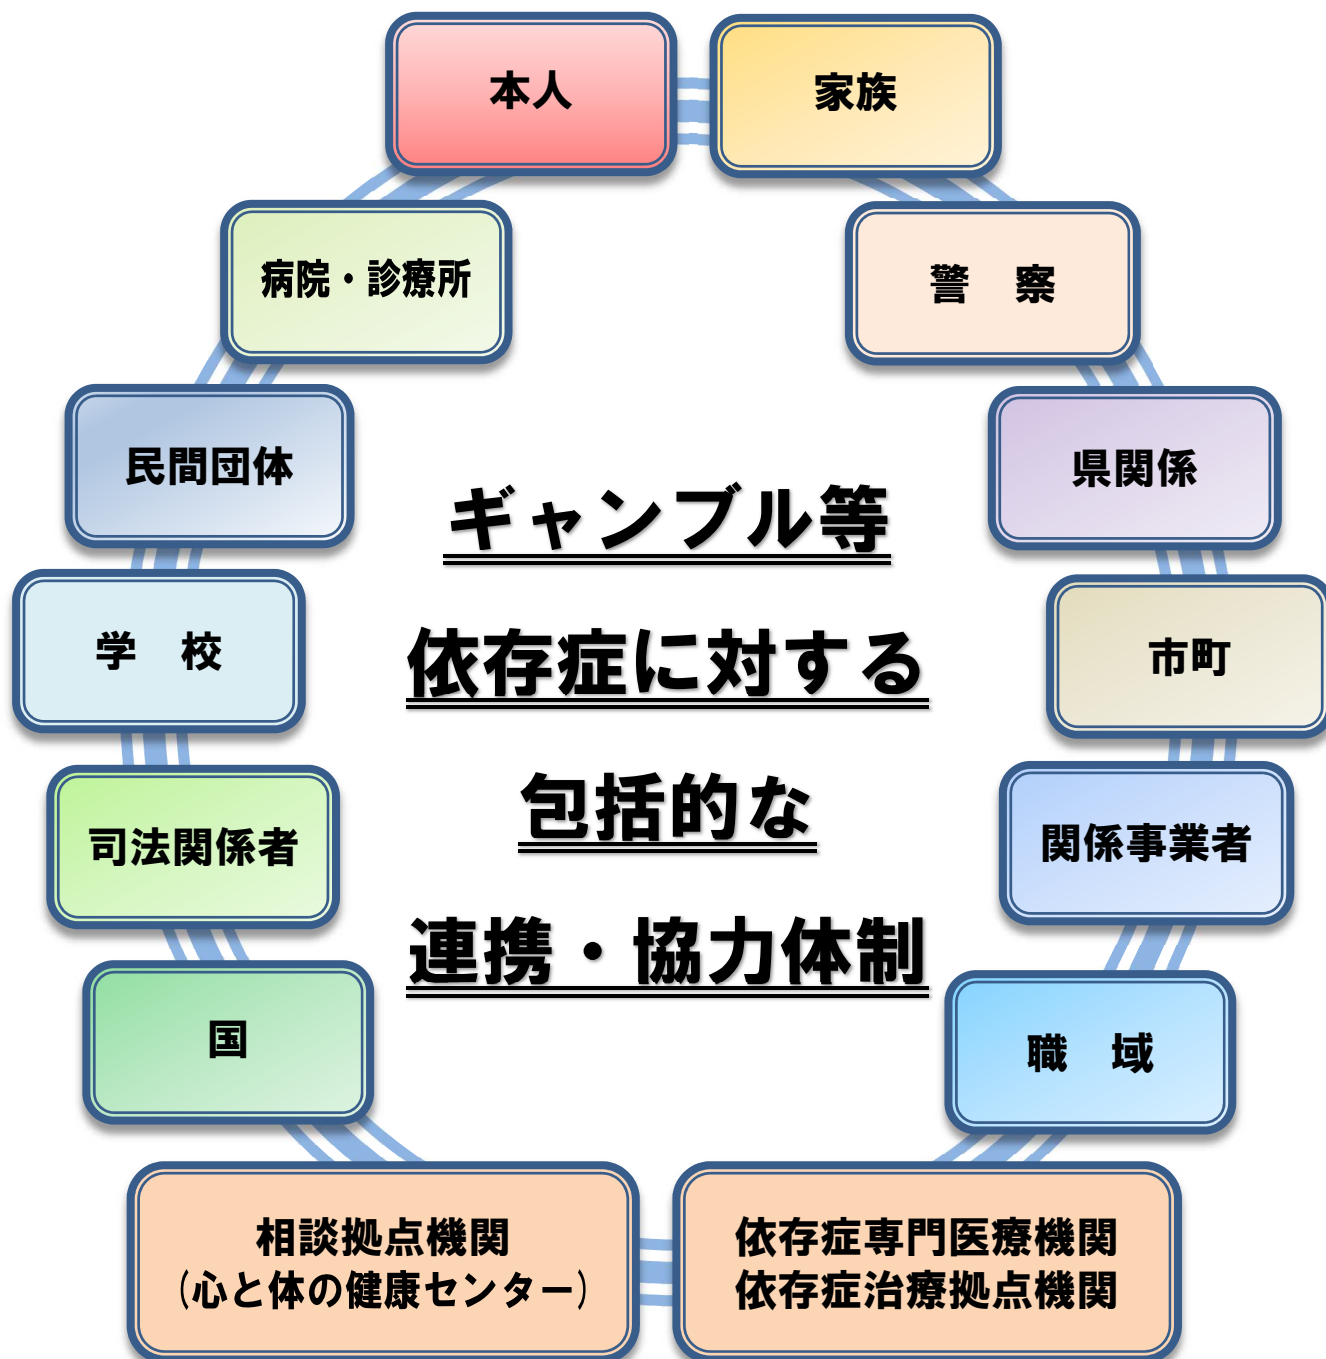 本人
家族
病院・診療所
警　察
民間団体
県関係
ギャンブル等
依存症に対する
包括的な
連携・協力体制
学　校
市町
司法関係者
関係事業者
国
職　域
相談拠点機関
（心と体の健康センター）
依存症専門医療機関
依存症治療拠点機関